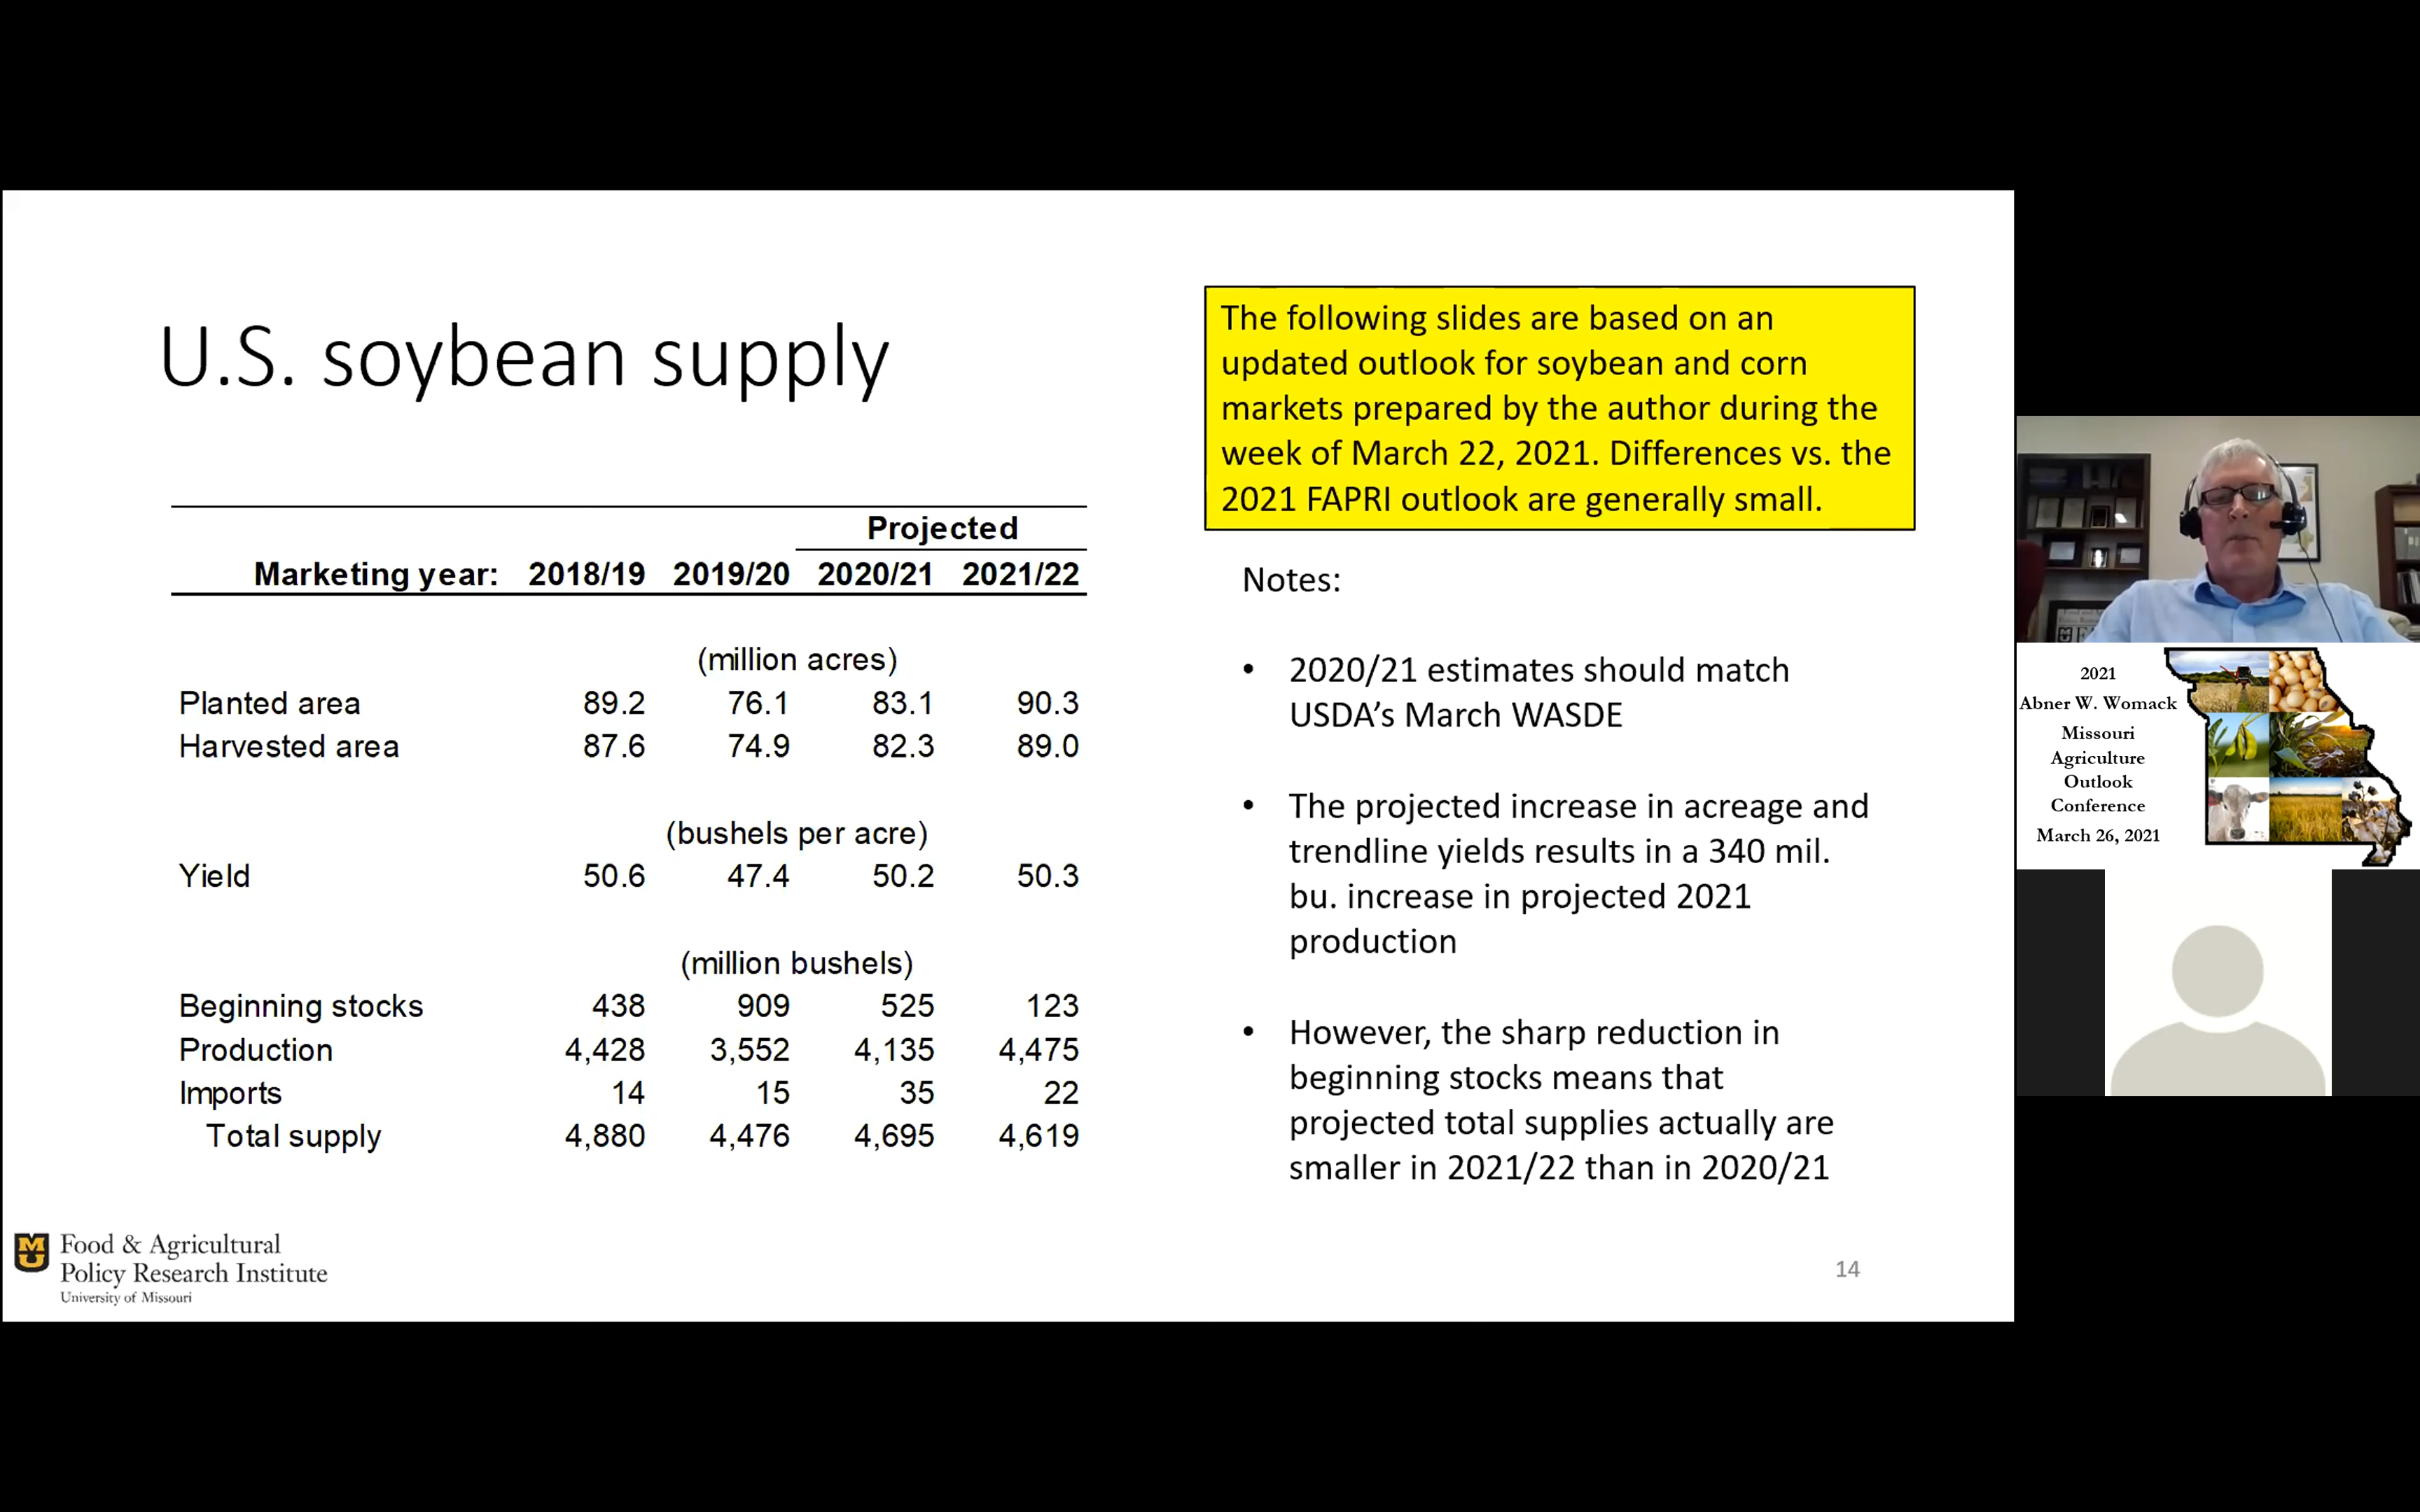 U.S. soybean supply
Projected
Marketing year: 2018/19 2019/20 2020/21 2021/22
(million acres)
Planted area 89.2 76.1 83.1 90.3
Harvested area 87.6 74.9 82.3 89.0
(bushels per acre)
Yield 50.6 47.4 50.2 50.3
(million bushels)
Beginning stocks 438 909 525 123
Production 4,428 3,552 4,135 4,475
Imports 14 15 35 22
Total supply 4,880 4,476 4,695 4,619
The following slides are based on an
updated outlook for soybean and corn
markets prepared by the author during the
week of March 22, 2021. Differences vs. the
2021 FAPRI outlook are generally small.
Notes:
• 2020/21 estimates should match
USDA’s March WASDE
• The projected increase in acreage and
trendline yields results in a 340 mil.
bu. increase in projected 2021
production
• However, the sharp reduction in
beginning stocks means that
projected total supplies actually are
smaller in 2021/22 than in 2020/21
Food & Agricultural
Policy Research Institute
University of Missouri
14
2021
Abner W. Womack
Missouri
Agriculture
Outlook
Conference
March 26, 2021